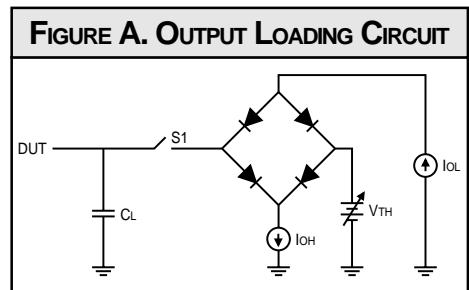 FIGURE A. OUTPUT LOADING CIRCUIT
DUT
S1
CL
IOH
VTH
IOL